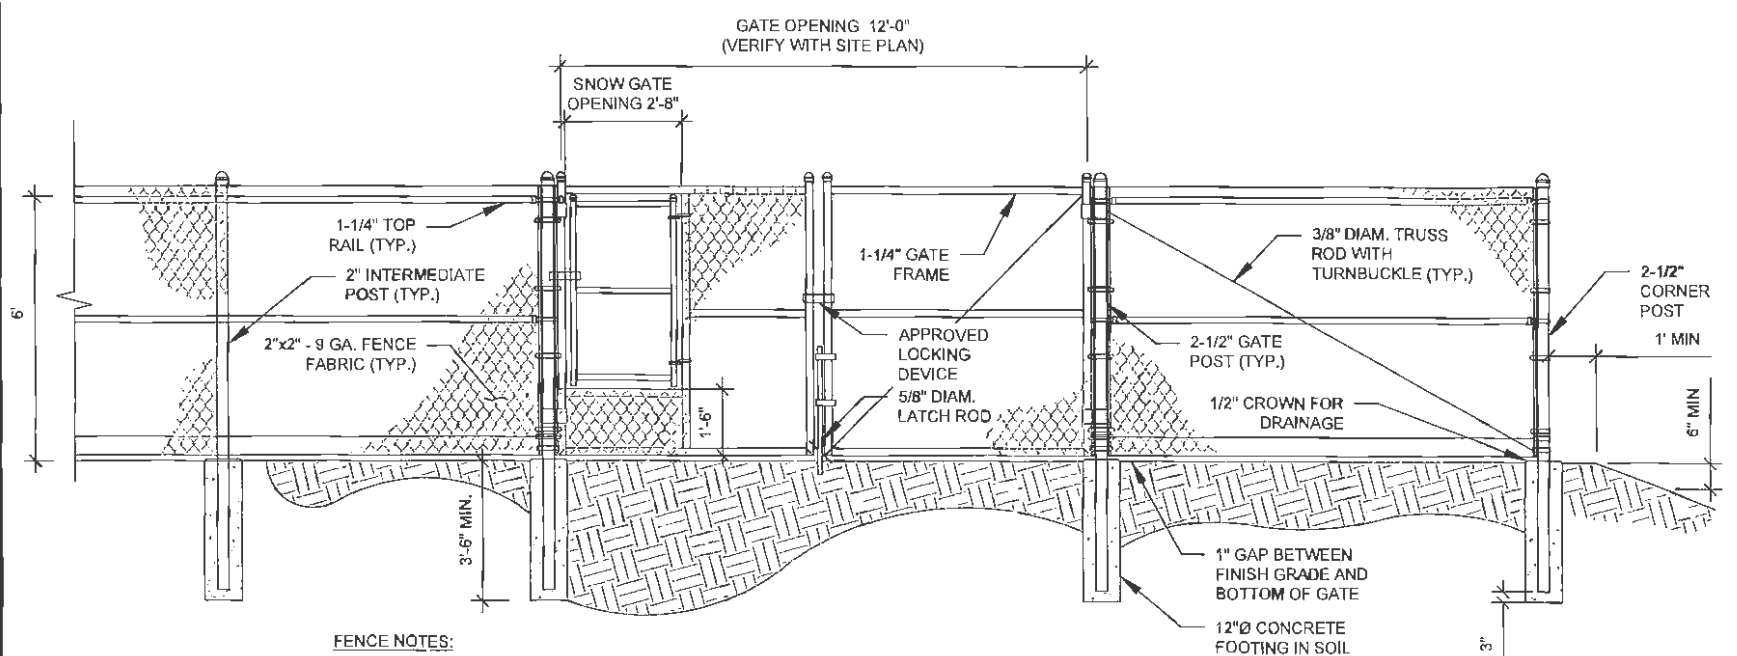 GATE OPENING 12'-0"
(VERIFY WITH SITE PLAN)
SNOW GATE
OPENING 2'-8"
1-1/4" TOP
RAIL (TYP.)
2" INTERMEDIATE
POST (TYP.)
2"x2" - 9 GA. FENCE
FABRIC (TYP.)
6'
3'-6" MIN.
1'-6"
1-1/4" GATE
FRAME
APPROVED
LOCKING
DEVICE
5/8" DIAM.
LATCH ROD
3/8" DIAM. TRUSS
ROD WITH
TURNBUCKLE (TYP.)
2-1/2" GATE
POST (TYP.)
2-1/2"
CORNER
POST
1' MIN
1/2" CROWN FOR
DRAINAGE
6" MIN
1" GAP BETWEEN
FINISH GRADE AND
BOTTOM OF GATE
12"Ø CONCRETE
FOOTING IN SOIL
3"
FENCE NOTES: